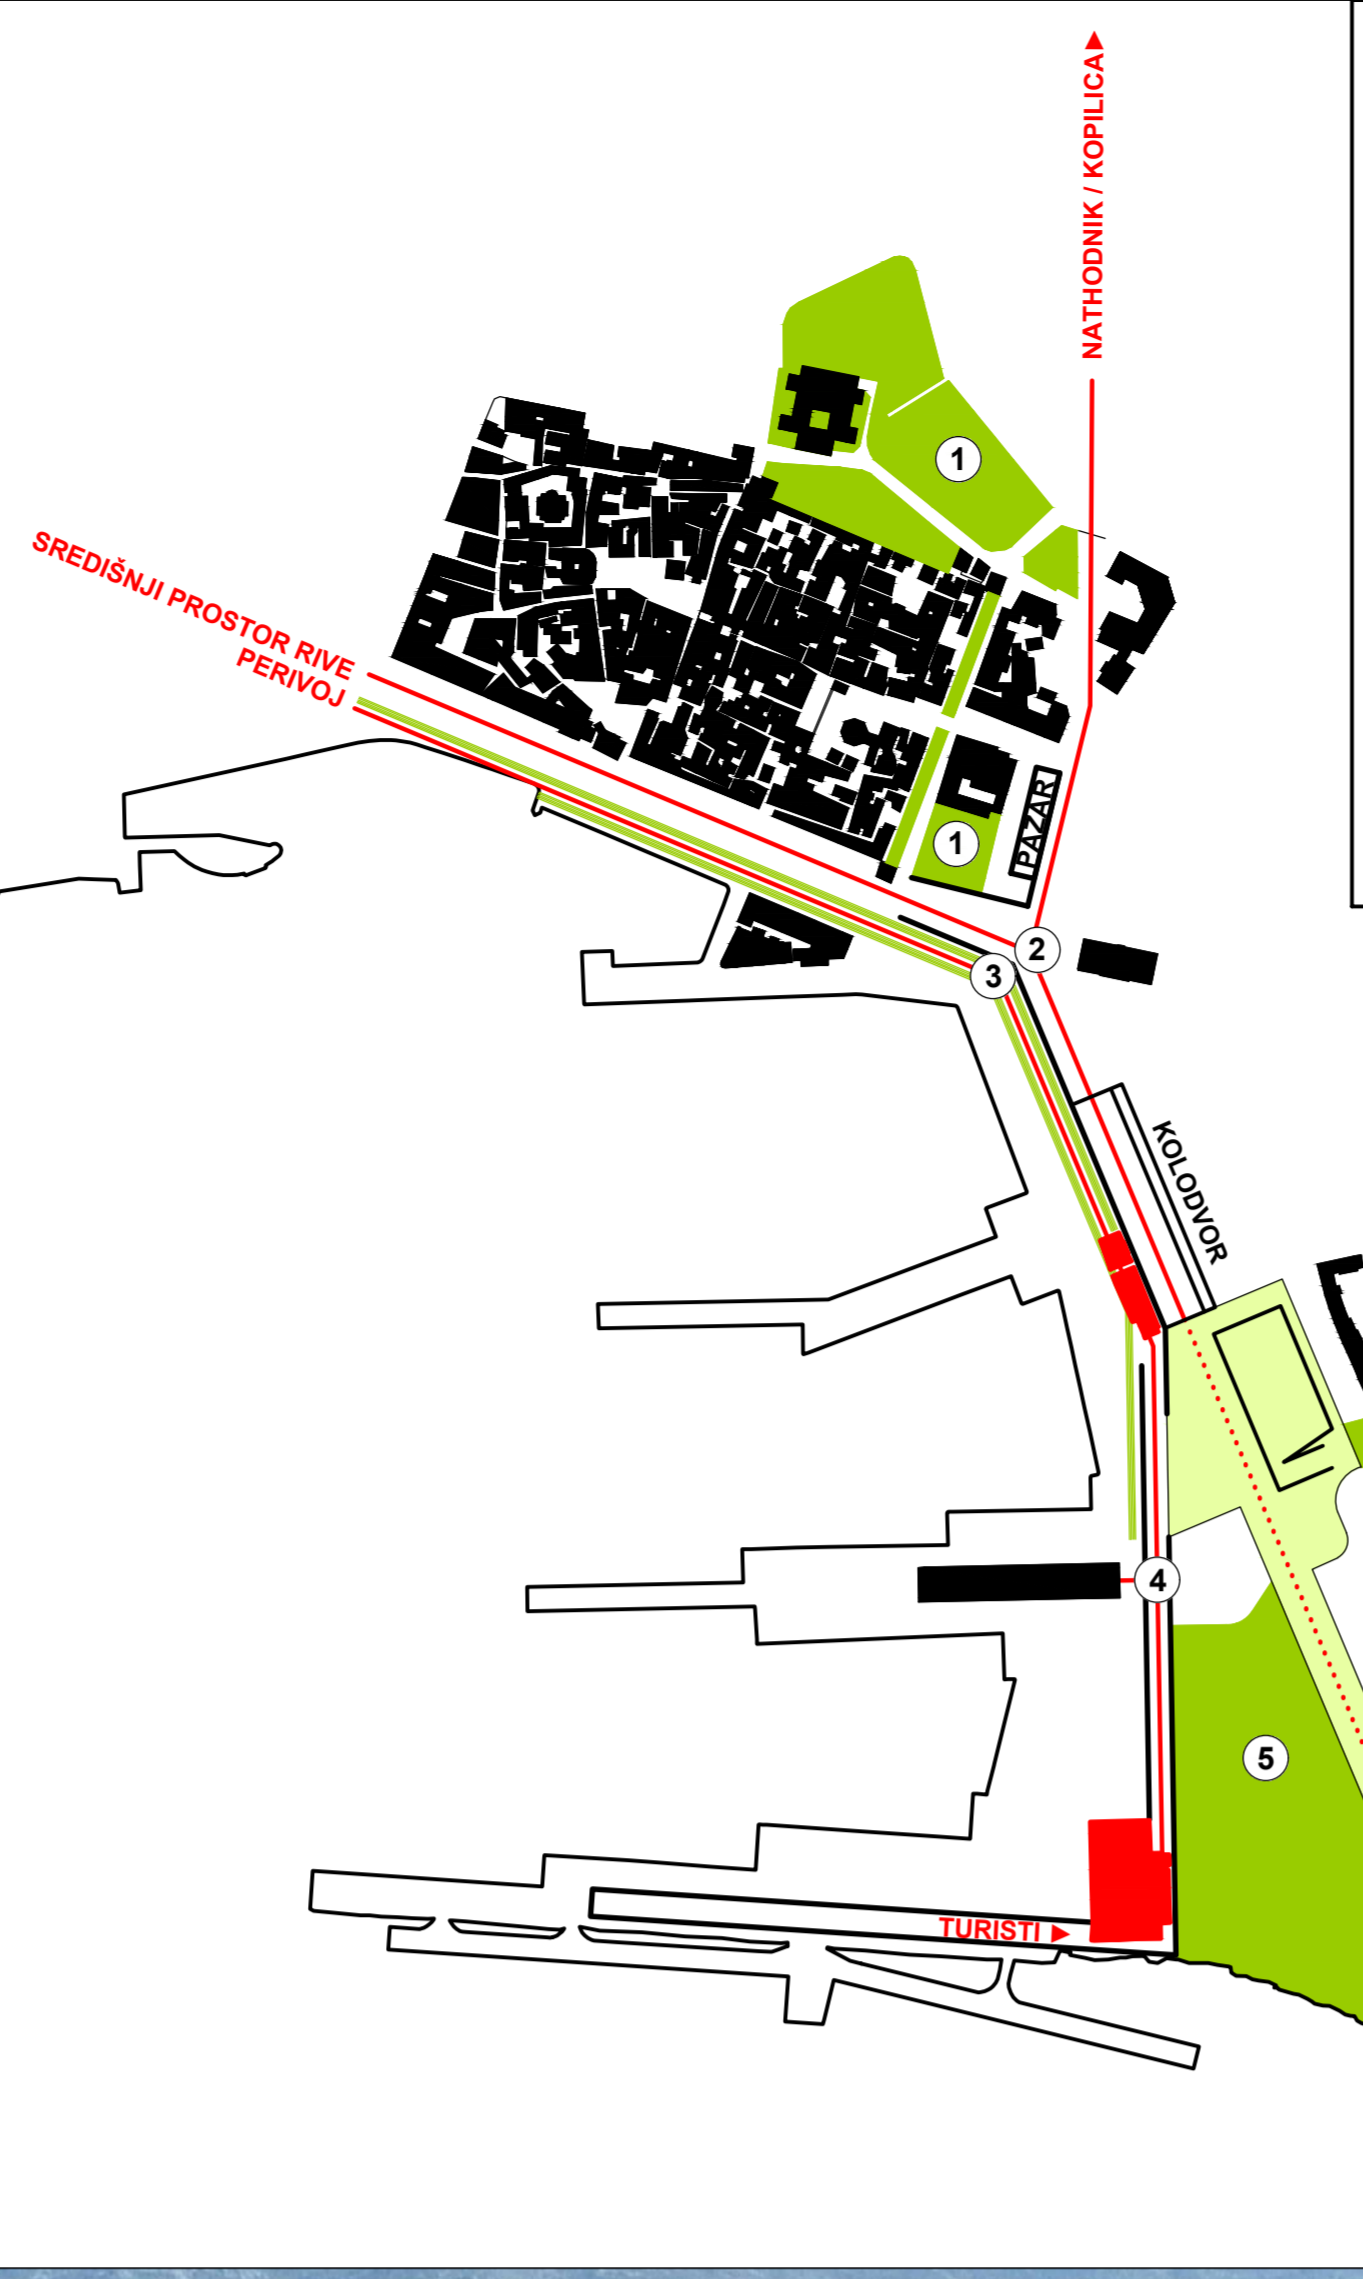 NATHODNIK / KOPILICA
1
SREDIŠNJI PROSTOR RIVE
PERIVOJ
1
PAZAR
2
3
KOLODVOR
4
5
TURISTI